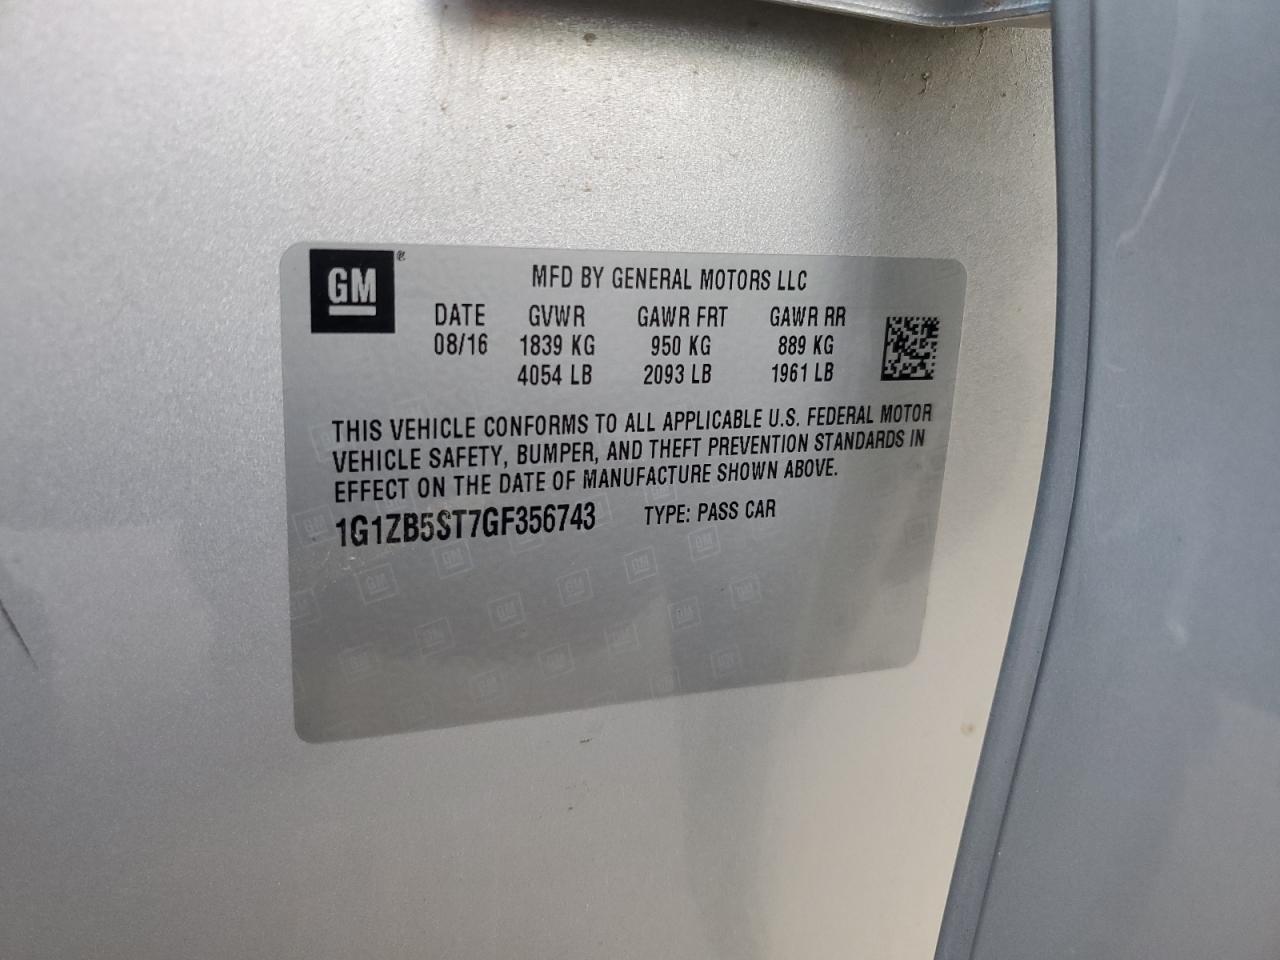 GM
MFD BY GENERAL MOTORS LLC
DATE GVWR GAWR FRT GAWR RR
08/16 1839 KG 950 KG 889 KG
4054 LB 2093 LB 1961 LB
THIS VEHICLE CONFORMS TO ALL APPLICABLE U.S. FEDERAL MOTOR
VEHICLE SAFETY, BUMPER, AND THEFT PREVENTION STANDARDS IN
EFFECT ON THE DATE OF MANUFACTURE SHOWN ABOVE.
1G1ZB5ST7GF356743 TYPE: PASS CAR